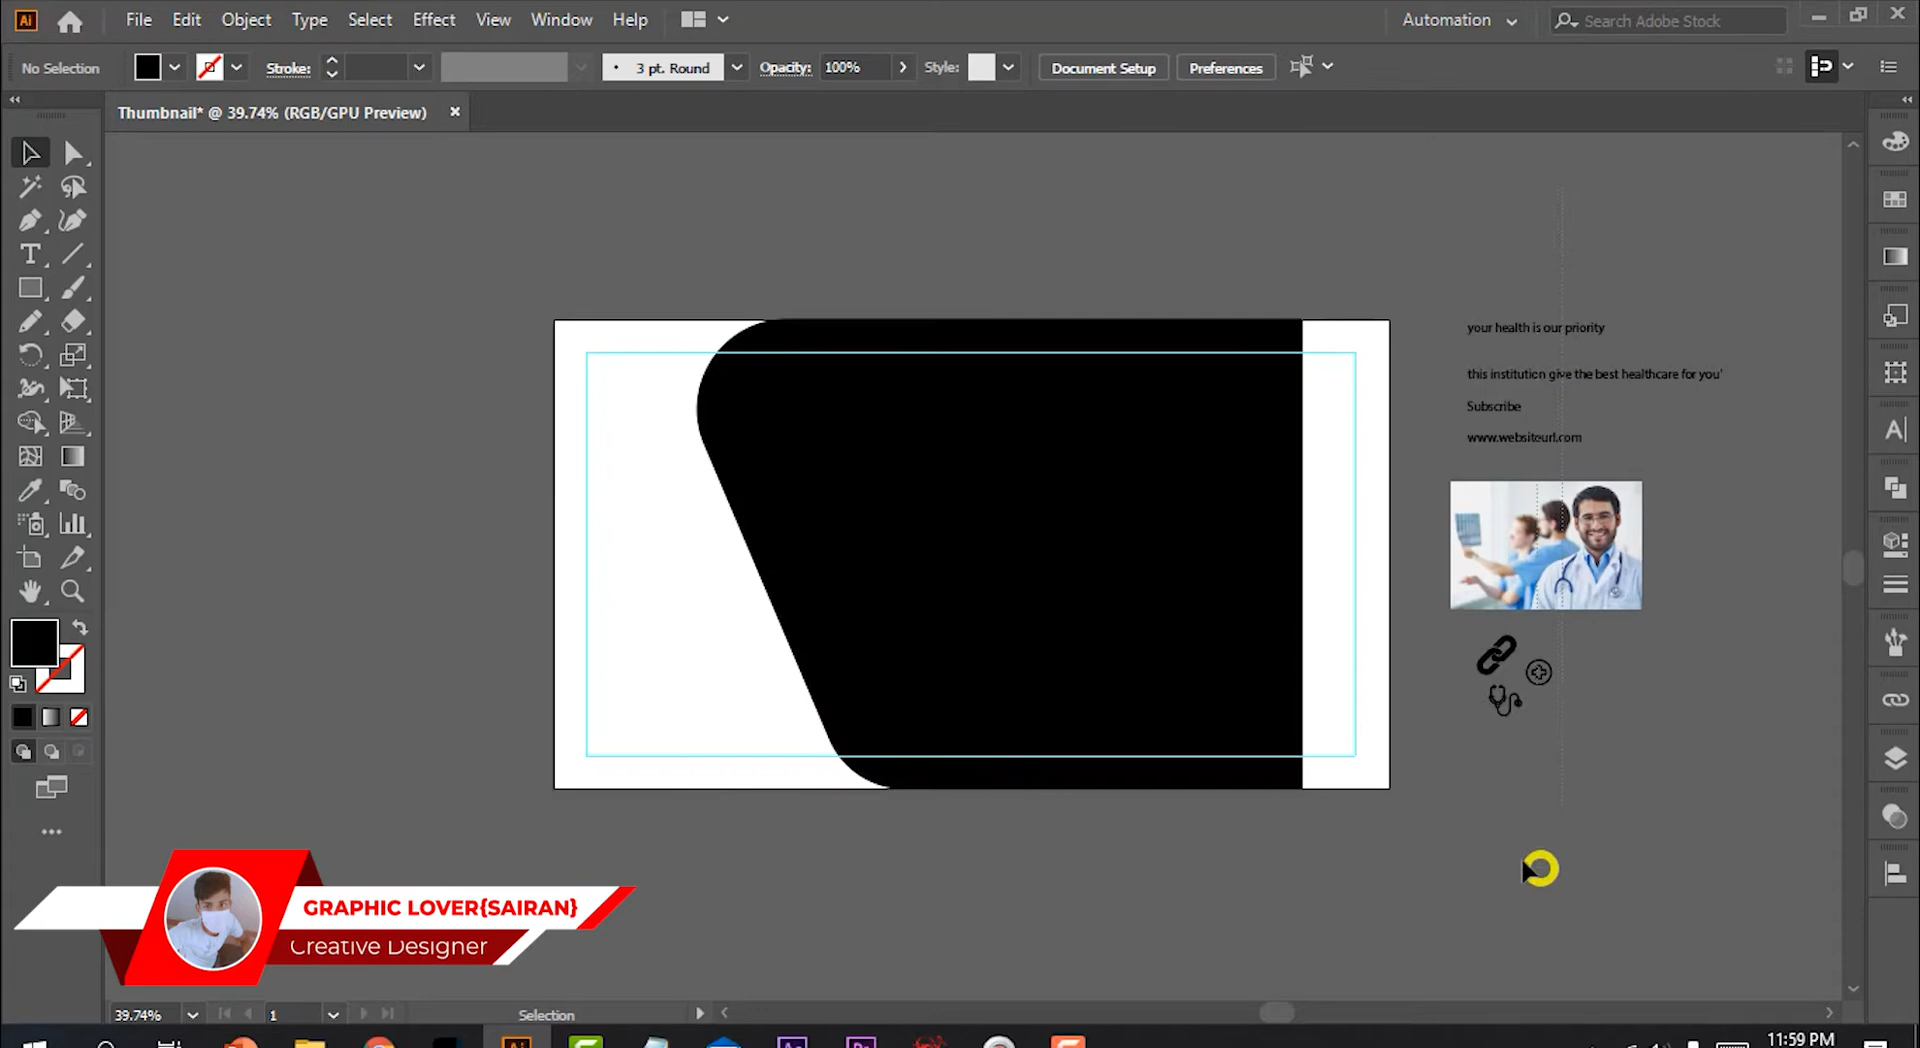 Ai File Edit Object Type Select Effect View Window Help Automation Search Adobe Stock
No Selection Stroke: 3 pt. Round Opacity: 100% Style: Document Setup Preferences
Thumbnail* @ 39.74% (RGB/GPU Preview)
your health is our priority
this institution give the best healthcare for you'
Subscribe
www.websiteurl.com
GRAPHIC LOVER{SAIRAN}
Creative Designer
39.74% 1 Selection
11:59 PM